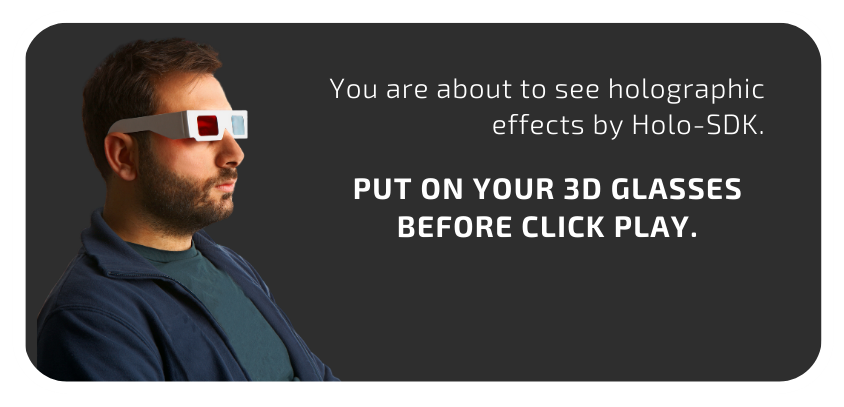 You are about to see holographic
effects by Holo-SDK.
PUT ON YOUR 3D GLASSES
BEFORE CLICK PLAY.